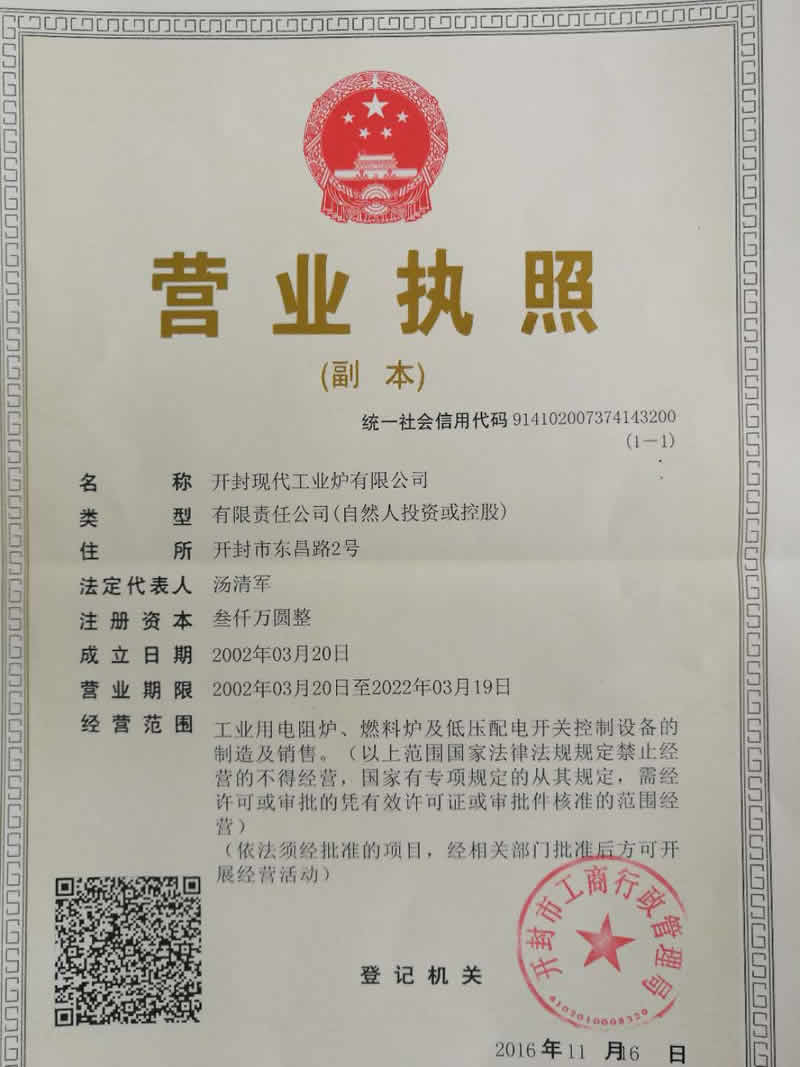 营业执照
(副 本)
统一社会信用代码 914102007374143200
(1-1)
名称 开封现代工业炉有限公司
类型 有限责任公司(自然人投资或控股)
住所 开封市东昌路2号
法定代表人 汤清军
注册资本 叁仟万圆整
成立日期 2002年03月20日
营业期限 2002年03月20日至2022年03月19日
经营范围 工业用电阻炉、燃料炉及低压配电开关控制设备的
制造及销售。（以上范围国家法律法规规定禁止经
营的不得经营，国家有专项规定的从其规定，需经
许可或审批的凭有效许可证或审批件核准的范围经
营）
（依法须经批准的项目，经相关部门批准后方可开
展经营活动）
开封市工商行政管理局
4102010008320
登记机关
2016 年 11 月 16 日